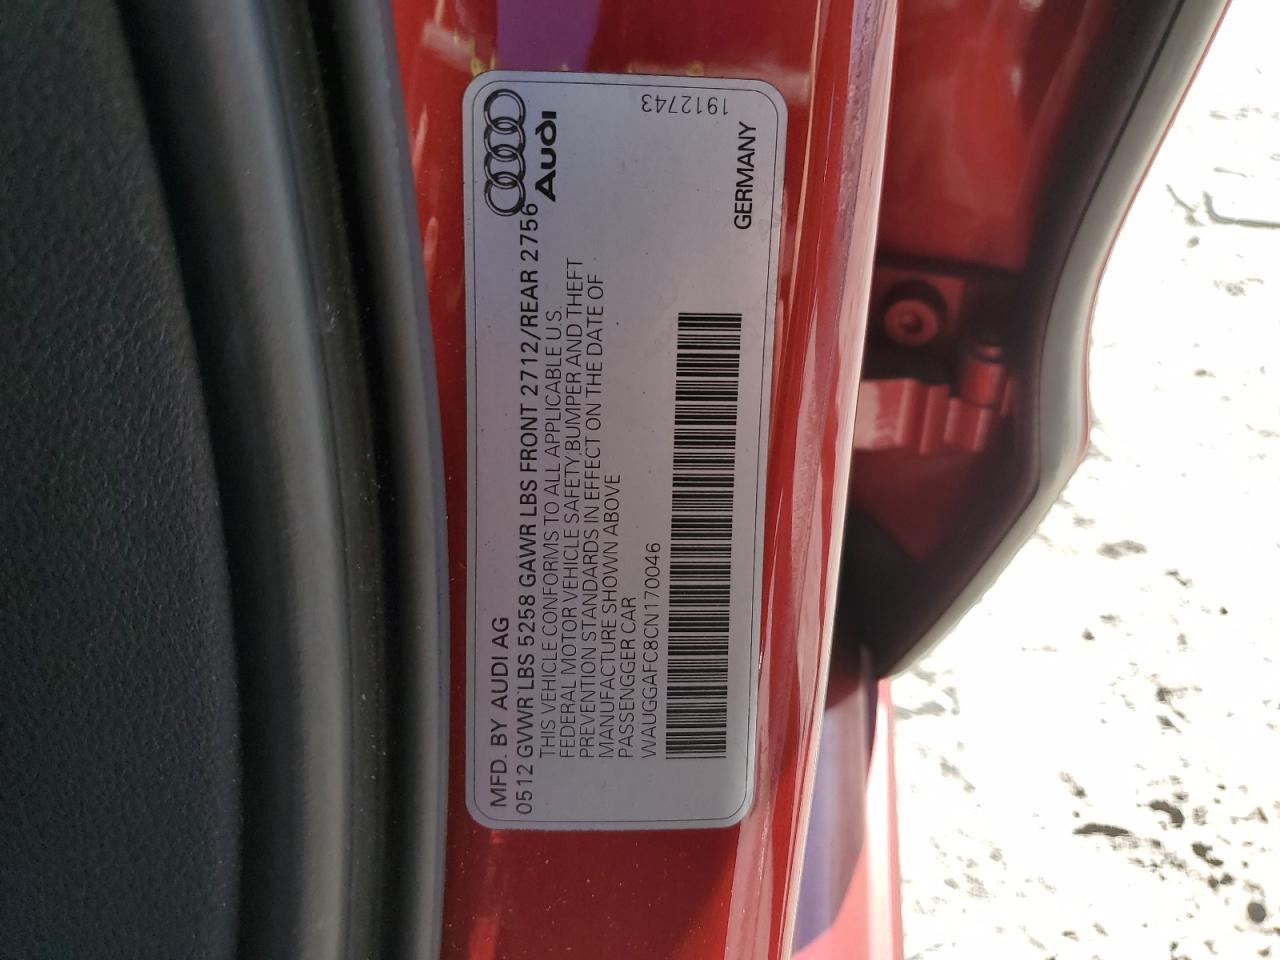 MFD. BY AUDI AG
Audi
0512 GVWR LBS 5258 GAWR LBS FRONT 2712/REAR 2756
THIS VEHICLE CONFORMS TO ALL APPLICABLE U.S.
FEDERAL MOTOR VEHICLE SAFETY,BUMPER AND THEFT
PREVENTION STANDARDS IN EFFECT ON THE DATE OF
MANUFACTURE SHOWN ABOVE
PASSENGGER CAR
WAUGGAFC8CN170046
GERMANY
1912743